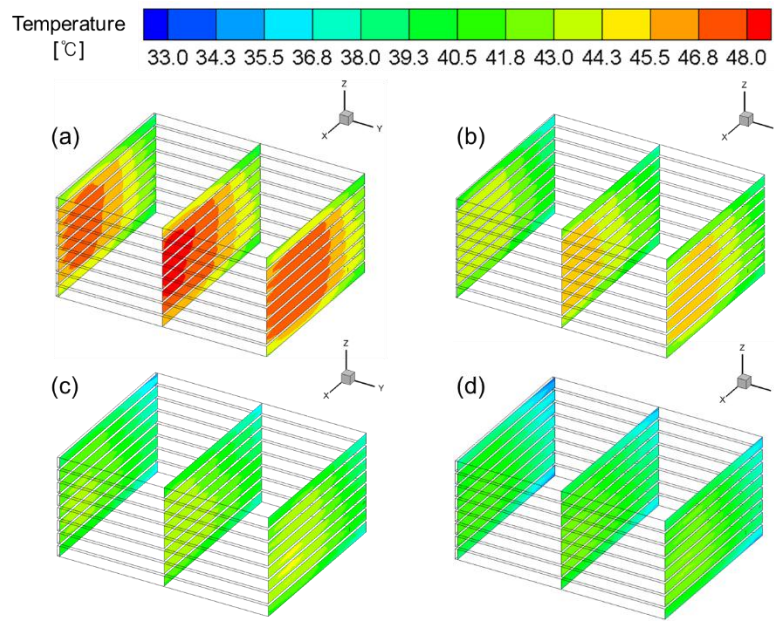 Temperature
[℃]
33.0 34.3 35.5 36.8 38.0 39.3 40.5 41.8 43.0 44.3 45.5 46.8 48.0
(a) Z X Y
(b) Z X
(c) Z X Y
(d) Z X